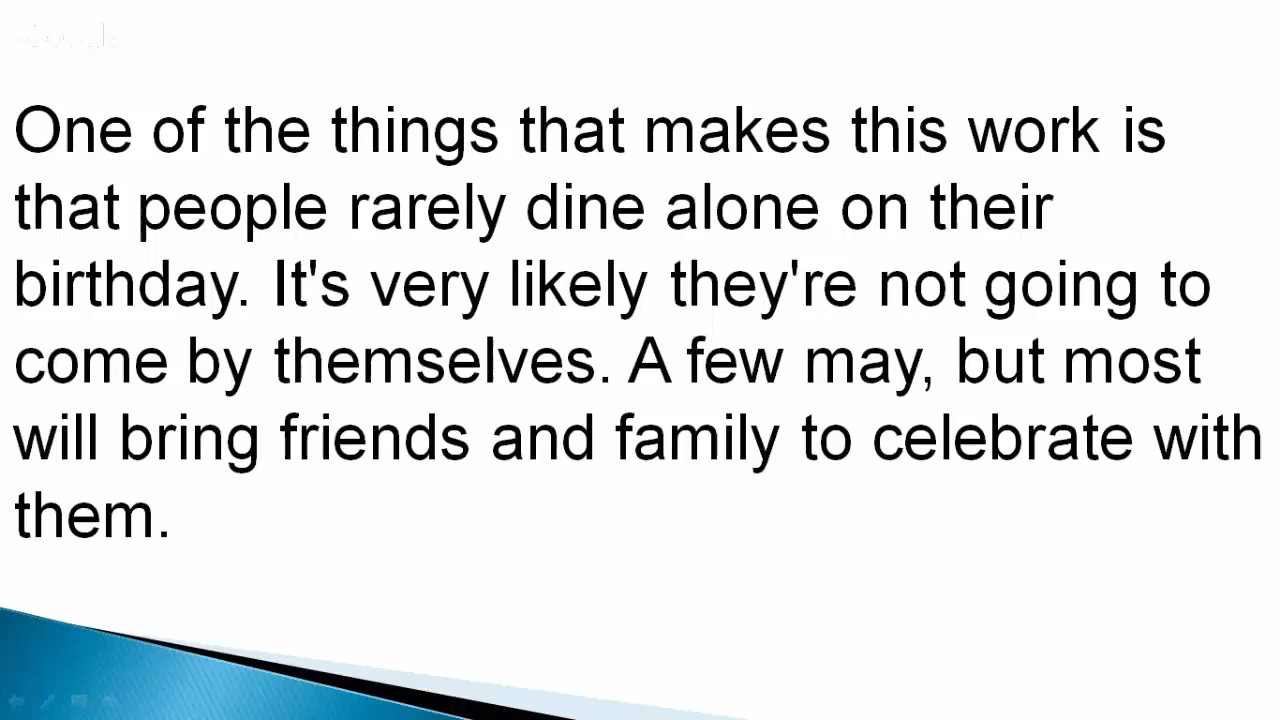 One of the things that makes this work is
that people rarely dine alone on their
birthday. It's very likely they're not going to
come by themselves. A few may, but most
will bring friends and family to celebrate with
them.